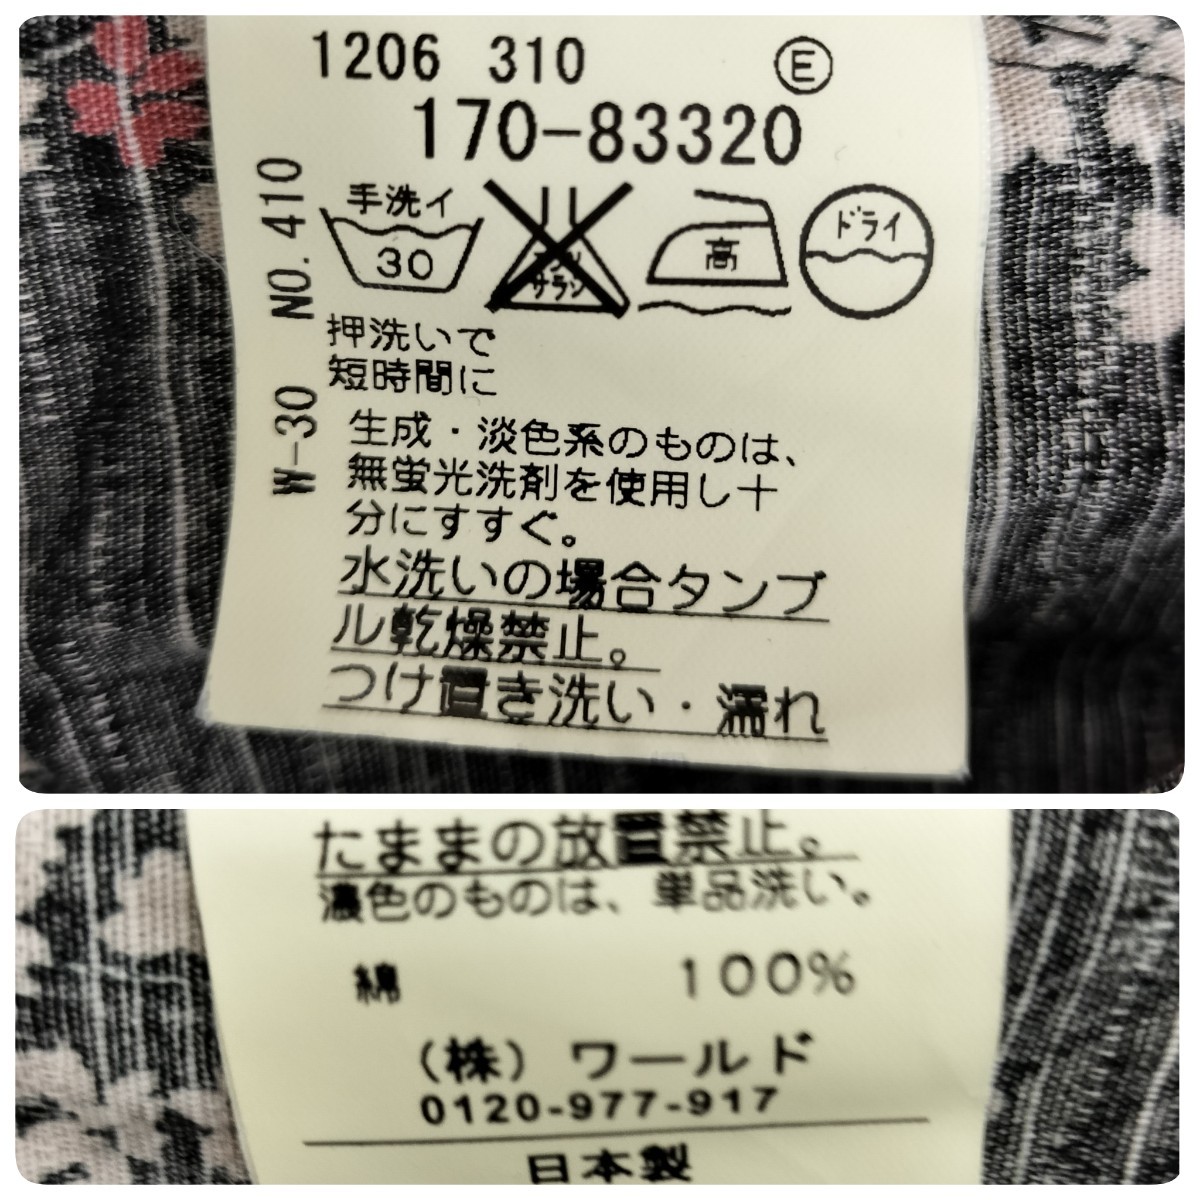 1206 310 Ⓔ
170-83320
NO. 410
W-30
手洗イ
30
エンソ
サラシ
高
ドライ
押洗いで
短時間に
生成・淡色系のものは、
無蛍光洗剤を使用し十
分にすすぐ。
水洗いの場合タンブ
ル乾燥禁止。
つけ置き洗い・濡れ
たままの放置禁止。
濃色のものは、単品洗い。
綿 100%
(株) ワールド
0120-977-917
日本製